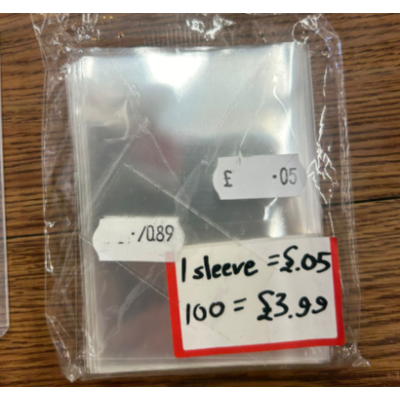 £ .05
./089
1 sleeve = £.05
100 = £3.99